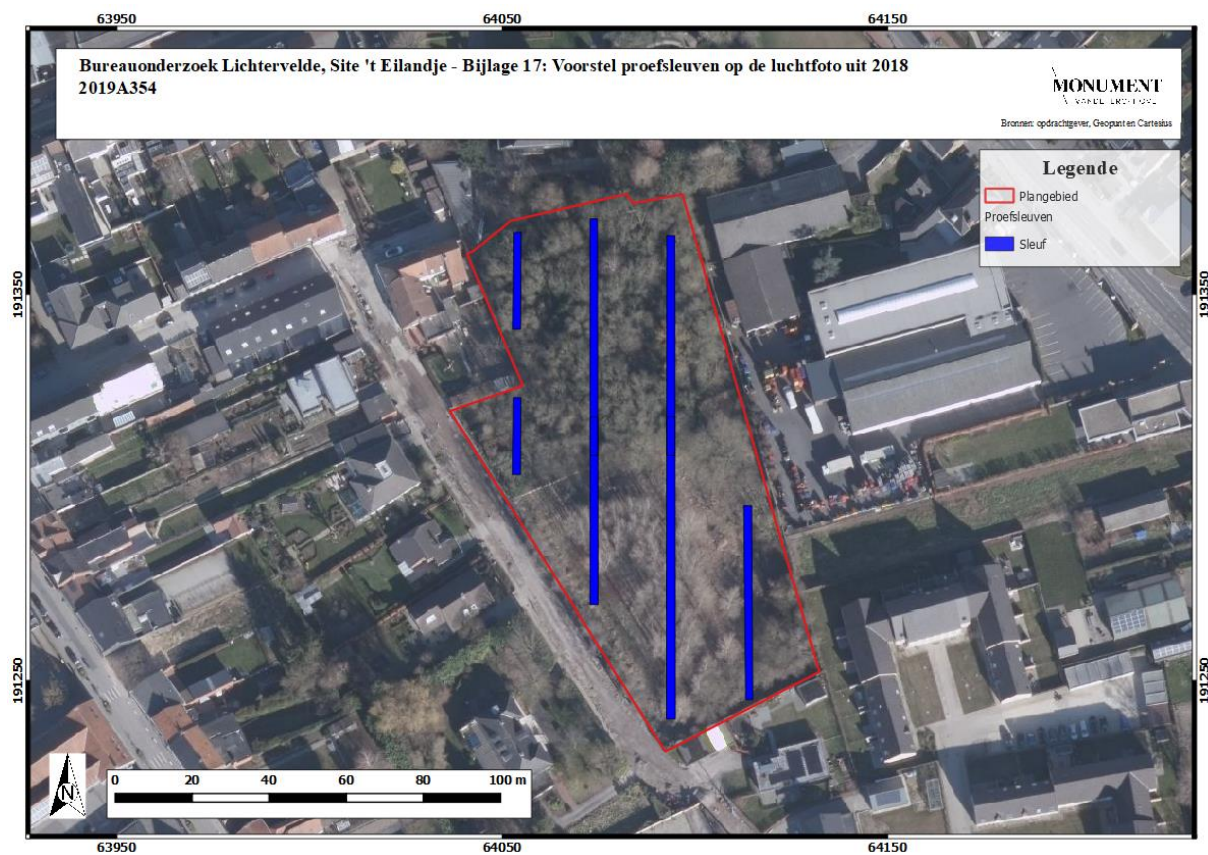 63950 64050 64150
Bureauonderzoek Lichtervelde, Site 't Eilandje - Bijlage 17: Voorstel proefsleuven op de luchtfoto uit 2018
2019A354
MONUMENT
Bronnen: opdrachtgever, Geopunt en Cartesius
Legende
Plangebied
Proefsleuven
Sleuf
191350 191350
191250 191250
N
0 20 40 60 80 100 m
63950 64050 64150